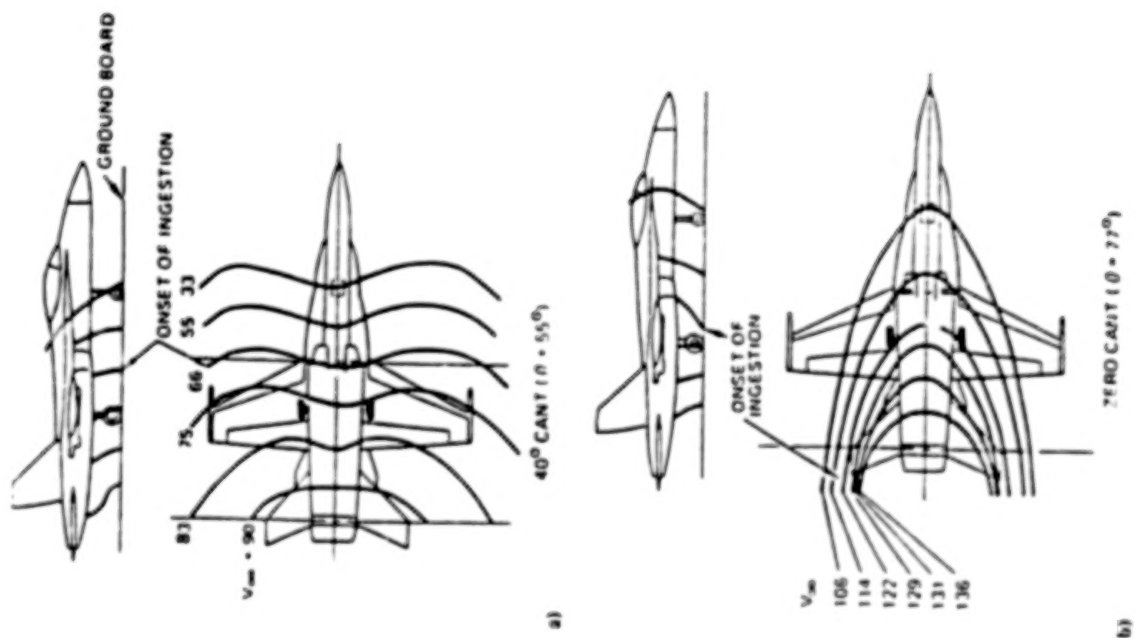 GROUND BOARD
ONSET OF INGESTION
33
55
66
75
83
V∞ = 90
40° CANT (θ = 55°)
a)
ONSET OF
INGESTION
V∞
106
114
122
129
131
136
ZERO CANT (θ = 77°)
b)